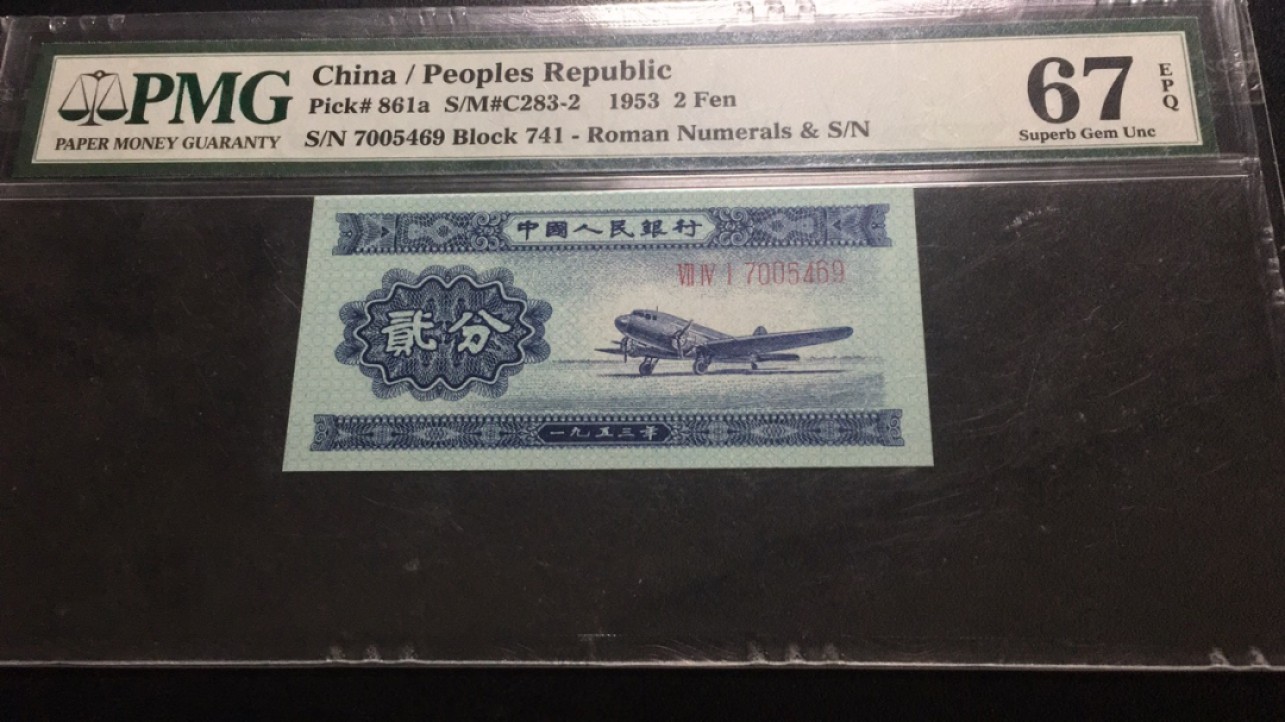 PMG
PAPER MONEY GUARANTY
China / Peoples Republic
Pick# 861a S/M#C283-2 1953 2 Fen
S/N 7005469 Block 741 - Roman Numerals & S/N
67
EPQ
Superb Gem Unc
中國人民銀行
VII IV I 7005469
貳分
一九五三年